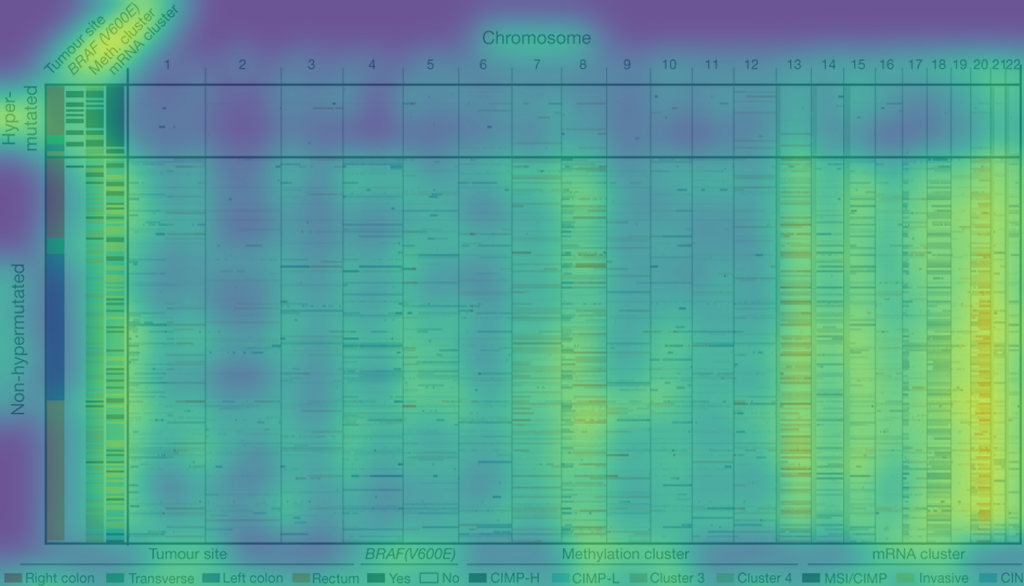 Tumour site
BRAF (V600E)
Meth. cluster
mRNA cluster
Chromosome
1 2 3 4 5 6 7 8 9 10 11 12 13 14 15 16 17 18 19 20 21 22
Hyper-
mutated
Non-hypermutated
Tumour site BRAF(V600E) Methylation cluster mRNA cluster
Right colon Transverse Left colon Rectum Yes No CIMP-H CIMP-L Cluster 3 Cluster 4 MSI/CIMP Invasive CIN